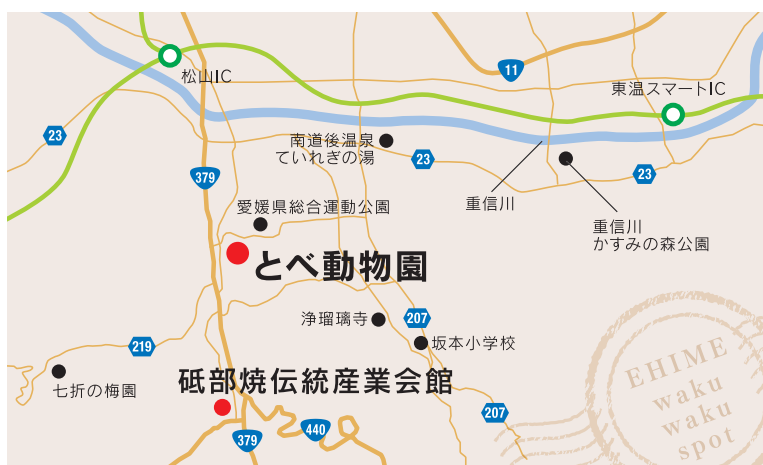 11
松山IC
東温スマートIC
23
南道後温泉
ていれぎの湯
23
379
23
重信川
愛媛県総合運動公園
重信川
かすみの森公園
とべ動物園
浄瑠璃寺
207
坂本小学校
219
七折の梅園
砥部焼伝統産業会館
EHIME
waku
waku
spot
207
440
379